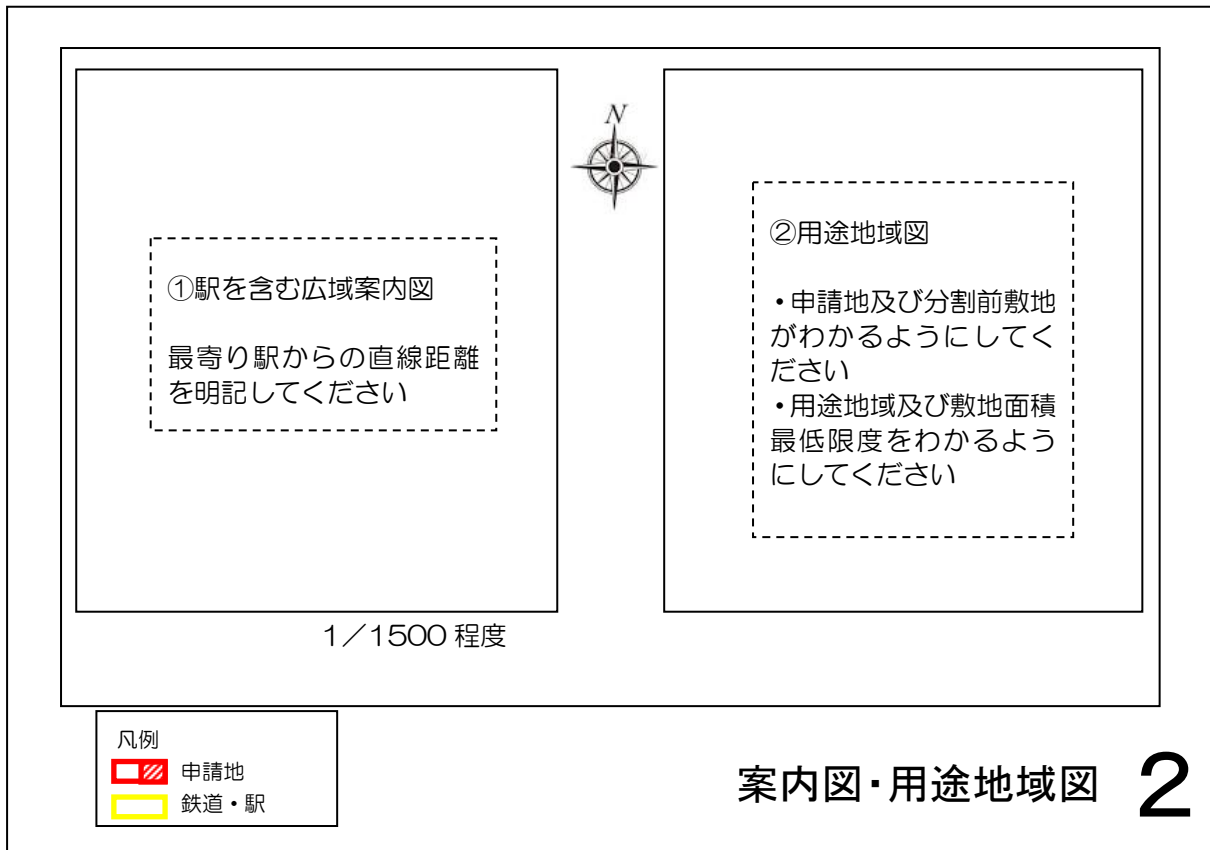 ①駅を含む広域案内図
最寄り駅からの直線距離
を明記してください
1/1500 程度
N
②用途地域図
・申請地及び分割前敷地
がわかるようにしてく
ださい
・用途地域及び敷地面積
最低限度をわかるよう
にしてください
凡例
申請地
鉄道・駅
案内図・用途地域図 2